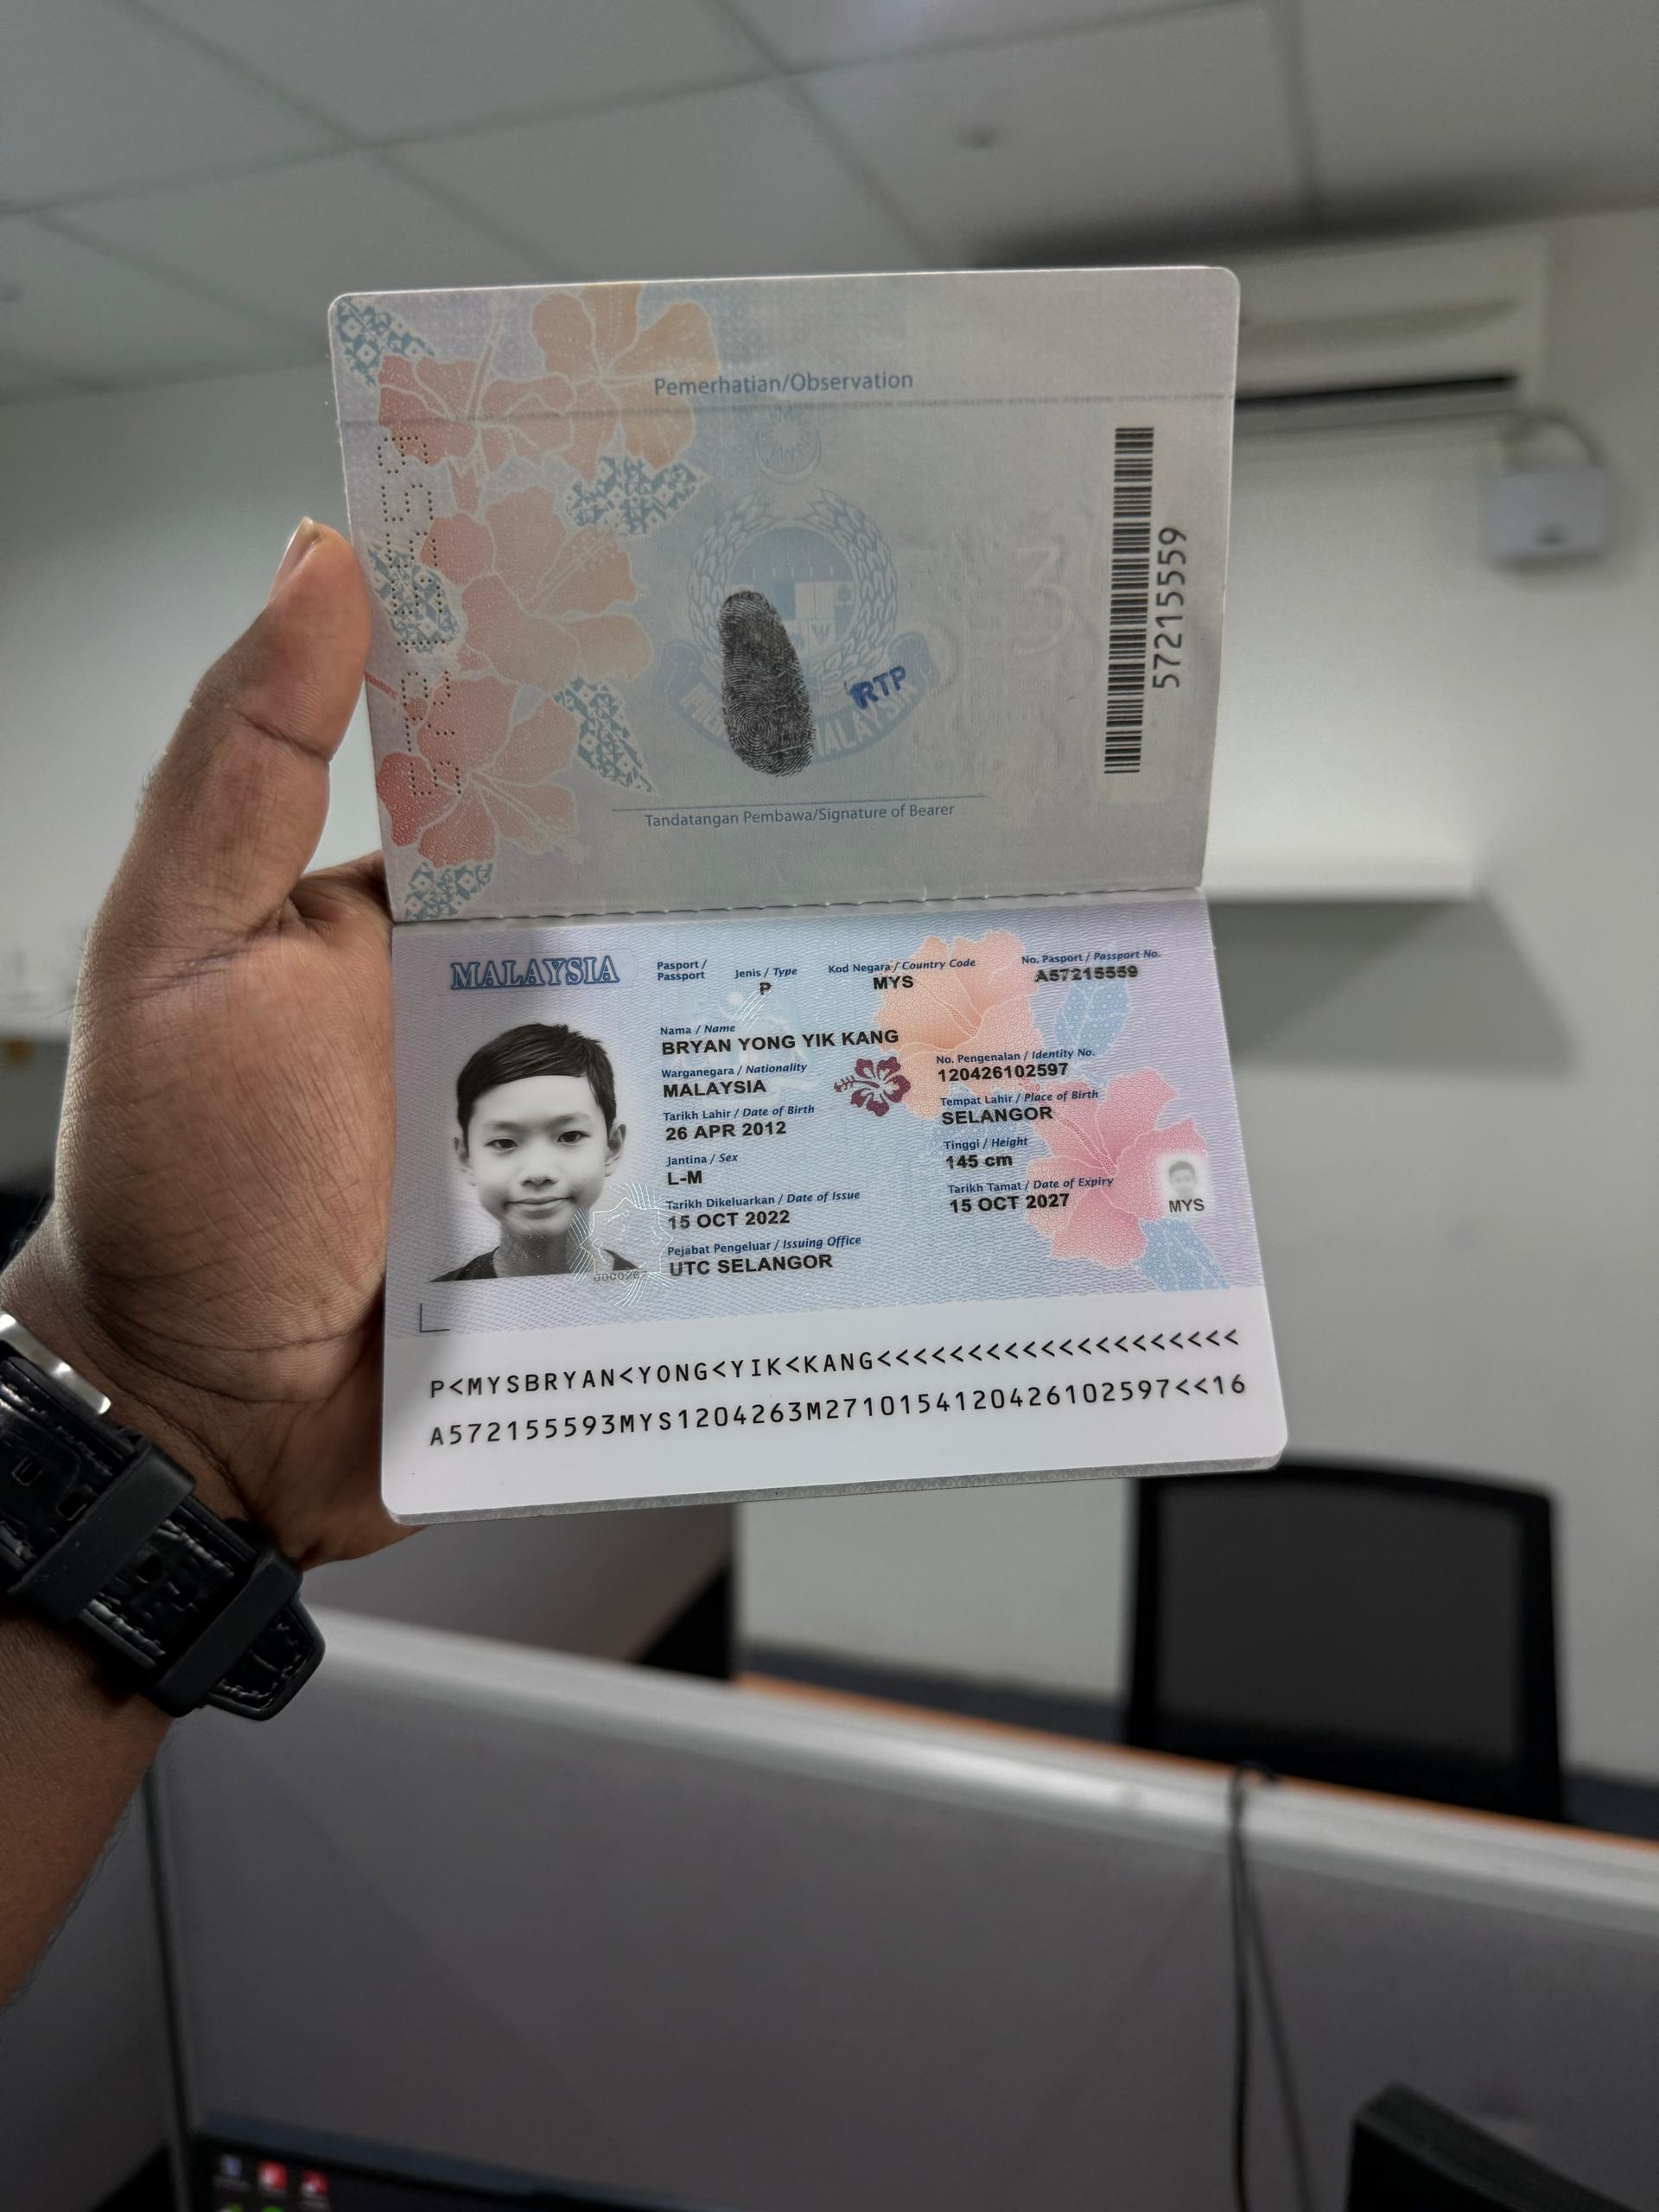 Pemerhatian/Observation
572155559
RTP
Tandatangan Pembawa/Signature of Bearer
MALAYSIA
Pasport / Passport
Jenis / Type
P
Kod Negara / Country Code
MYS
No. Pasport / Passport No.
A57215559
Nama / Name
BRYAN YONG YIK KANG
Warganegara / Nationality
MALAYSIA
No. Pengenalan / Identity No.
120426102597
Tarikh Lahir / Date of Birth
26 APR 2012
Tempat Lahir / Place of Birth
SELANGOR
Jantina / Sex
L-M
Tinggi / Height
145 cm
Tarikh Dikeluarkan / Date of Issue
15 OCT 2022
Tarikh Tamat / Date of Expiry
15 OCT 2027
MYS
Pejabat Pengeluar / Issuing Office
UTC SELANGOR
P<MYSBRYAN<YONG<YIK<KANG<<<<<<<<<<<<<<<<<<<<
A572155593MYS1204263M2710154120426102597<<16